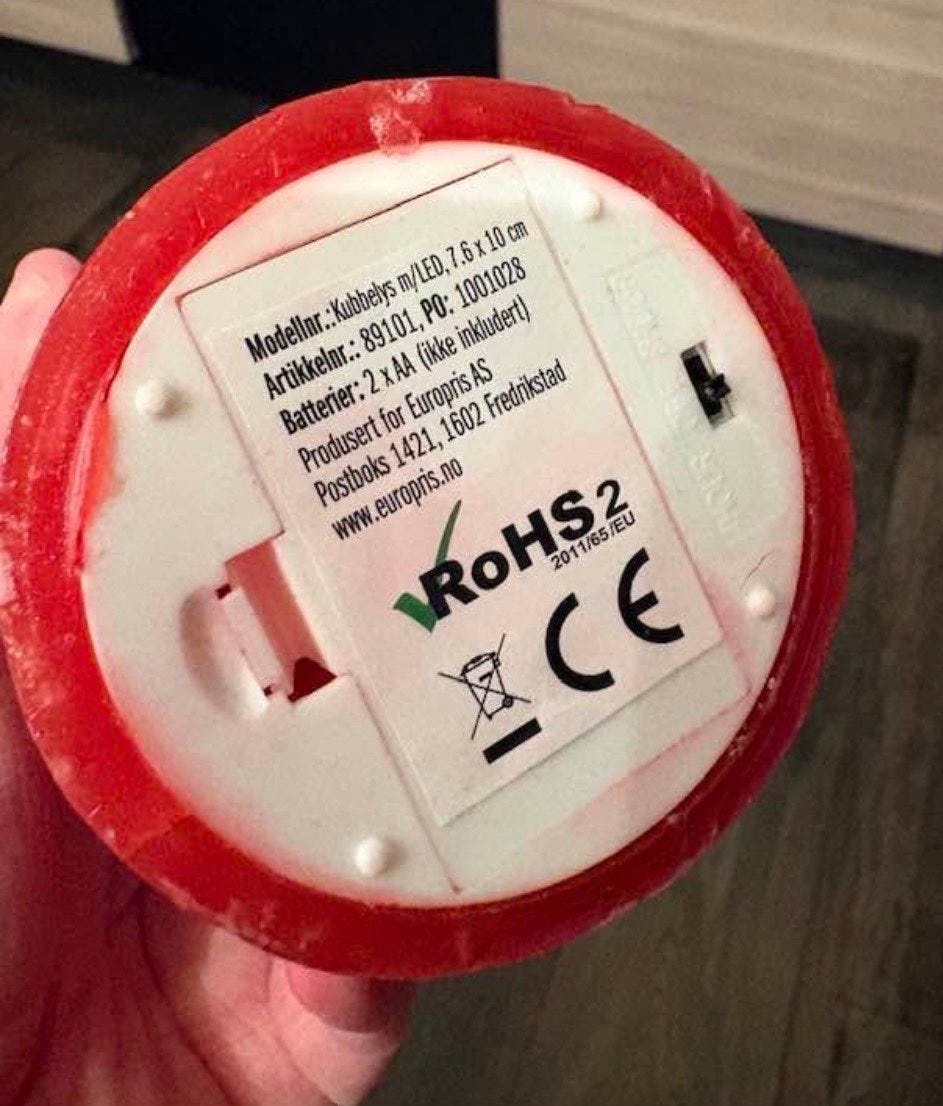 Modellnr.:Kubbelys m/LED, 7.6 x 10 cm
Artikkelnr.: 89101, PO: 1001028
Batterier: 2 x AA (ikke inkludert)
Produsert for Europris AS
Postboks 1421, 1602 Fredrikstad
www.europris.no
RoHS 2
2011/65/EU
CE